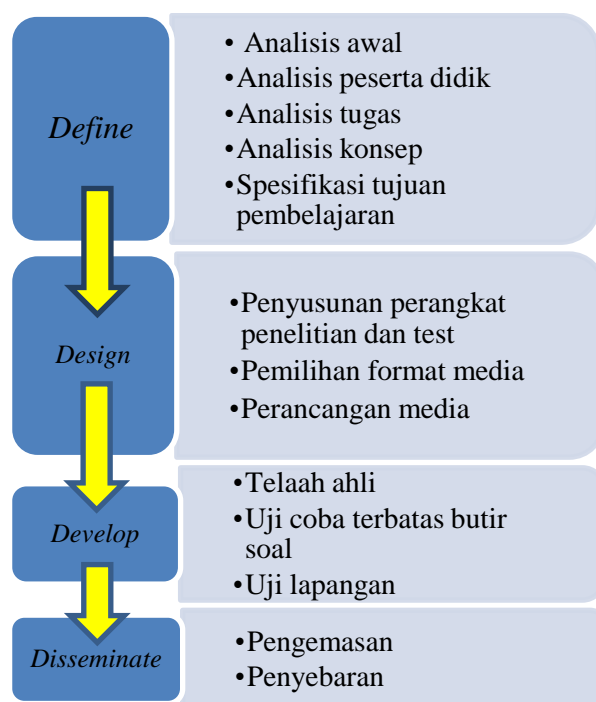 Define
• Analisis awal
•Analisis peserta didik
•Analisis tugas
•Analisis konsep
•Spesifikasi tujuan
pembelajaran
Design
•Penyusunan perangkat
penelitian dan test
•Pemilihan format media
•Perancangan media
Develop
•Telaah ahli
•Uji coba terbatas butir
soal
•Uji lapangan
Disseminate
•Pengemasan
•Penyebaran